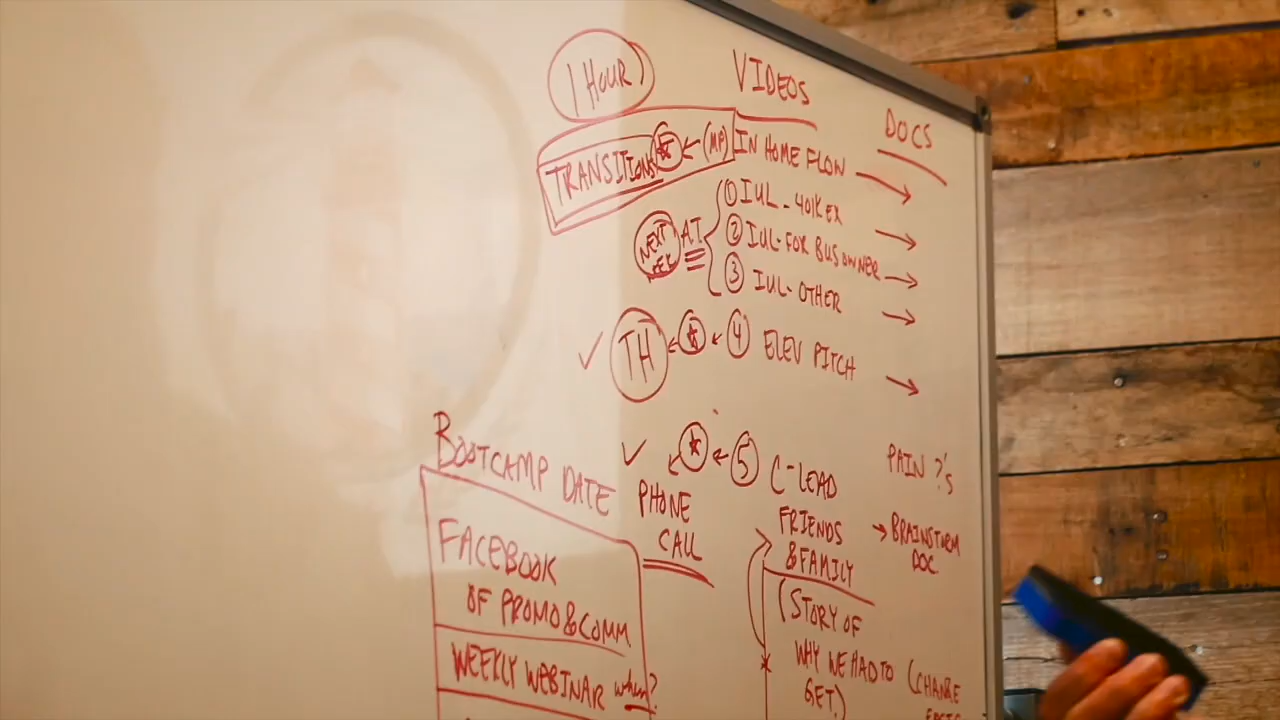 1 HOUR
VIDEOS
DOCS
TRANSITIONS ← (MP) IN HOME FLOW →
① IUL - 401K EX →
NEXT WEEK AT ② IUL - FOR BUS OWNER →
③ IUL - OTHER →
✓ TH ← ← ④ ELEV PITCH →
✓ ← ⑤ C-LEAD
PAIN ?'s
PHONE
CALL
FRIENDS
& FAMILY
→ BRAINSTORM
DOC
(STORY OF
WHY WE HAD TO
GET)
(CHANGE
BOOTCAMP DATE
FACEBOOK
OF PROMO & COMM
WEEKLY WEBINAR when?